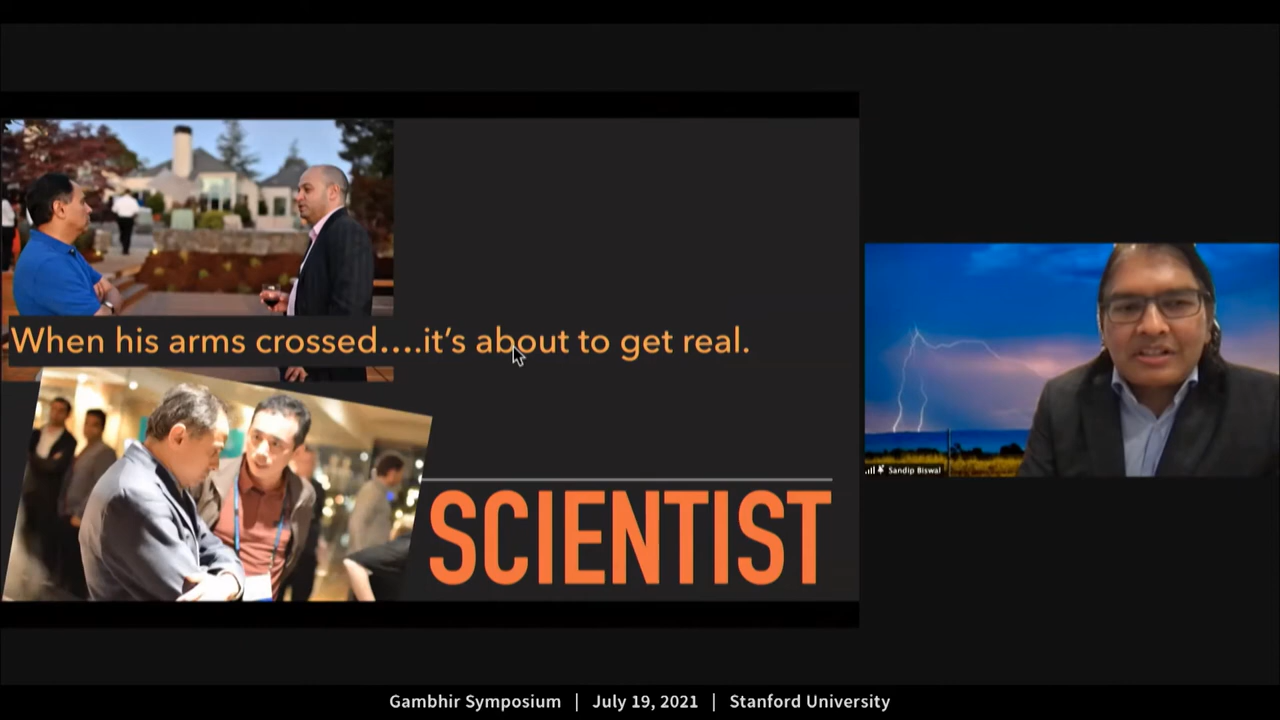 When his arms crossed....it's about to get real.
SCIENTIST
Sandip Biswal
Gambhir Symposium | July 19, 2021 | Stanford University